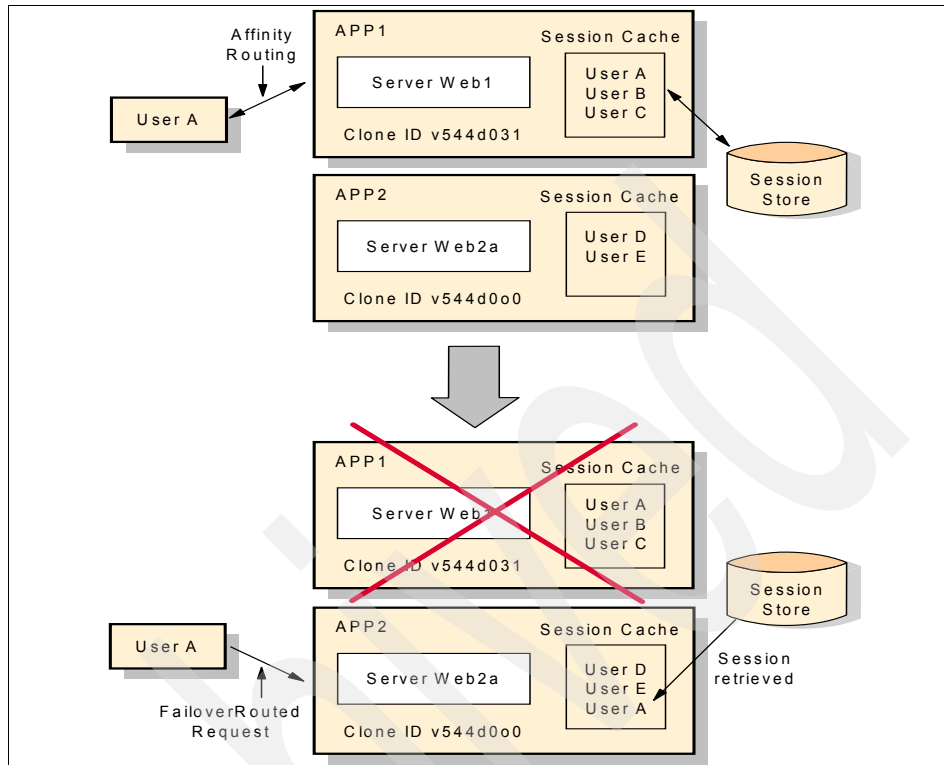 Affinity
Routing
User A
APP1
Server Web1
Clone ID v544d031
Session Cache
User A
User B
User C
Session
Store
APP2
Server Web2a
Clone ID v544d0o0
Session Cache
User D
User E
APP1
Server Web1
Clone ID v544d031
Session Cache
User A
User B
User C
Session
Store
User A
FailoverRouted
Request
APP2
Server Web2a
Clone ID v544d0o0
Session Cache
User D
User E
User A
Session
retrieved